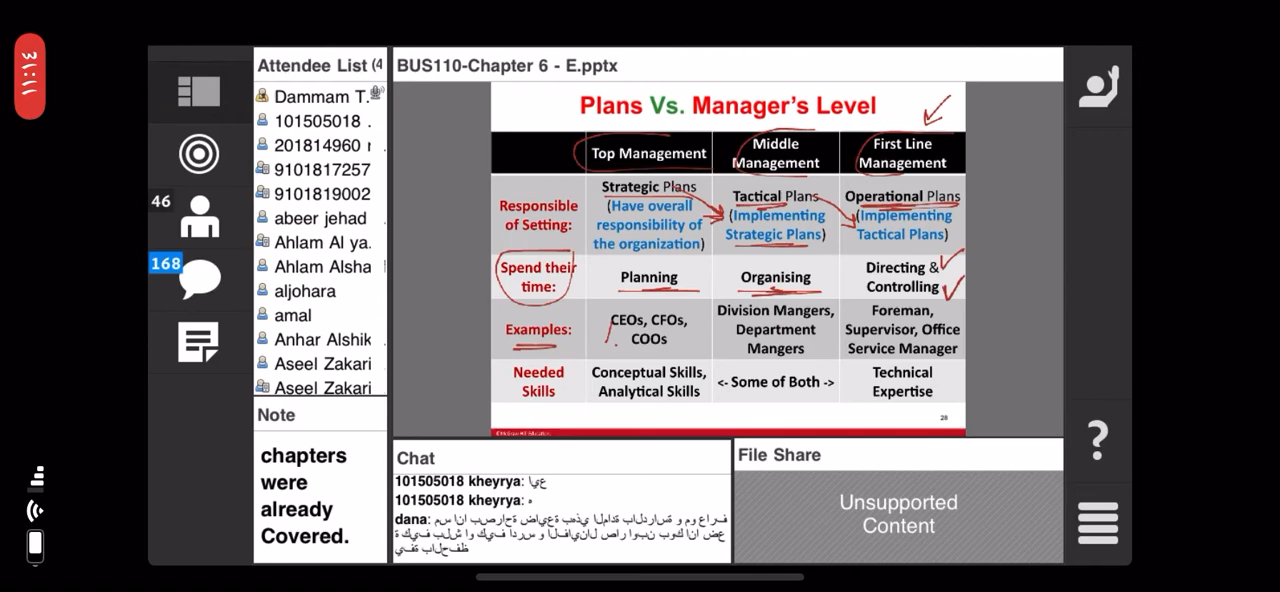 ٣١:١١
Attendee List (4
Dammam T.
101505018 .
201814960 r
9101817257
9101819002
abeer jehad
Ahlam Al ya.
Ahlam Alsha
aljohara
amal
Anhar Alshik
Aseel Zakari
Aseel Zakari
46
168
Note
chapters
were
already
Covered.
BUS110-Chapter 6 - E.pptx
Plans Vs. Manager's Level
Top Management
Middle Management
First Line Management
Responsible of Setting:
Strategic Plans
(Have overall responsibility of the organization)
Tactical Plans
(Implementing Strategic Plans)
Operational Plans
(Implementing Tactical Plans)
Spend their time:
Planning
Organising
Directing & Controlling
Examples:
CEOs, CFOs, COOs
Division Mangers, Department Mangers
Foreman, Supervisor, Office Service Manager
Needed Skills
Conceptual Skills, Analytical Skills
<- Some of Both ->
Technical Expertise
28
Chat
101505018 kheyrya:
101505018 kheyrya: ه
dana:
File Share
Unsupported
Content
?